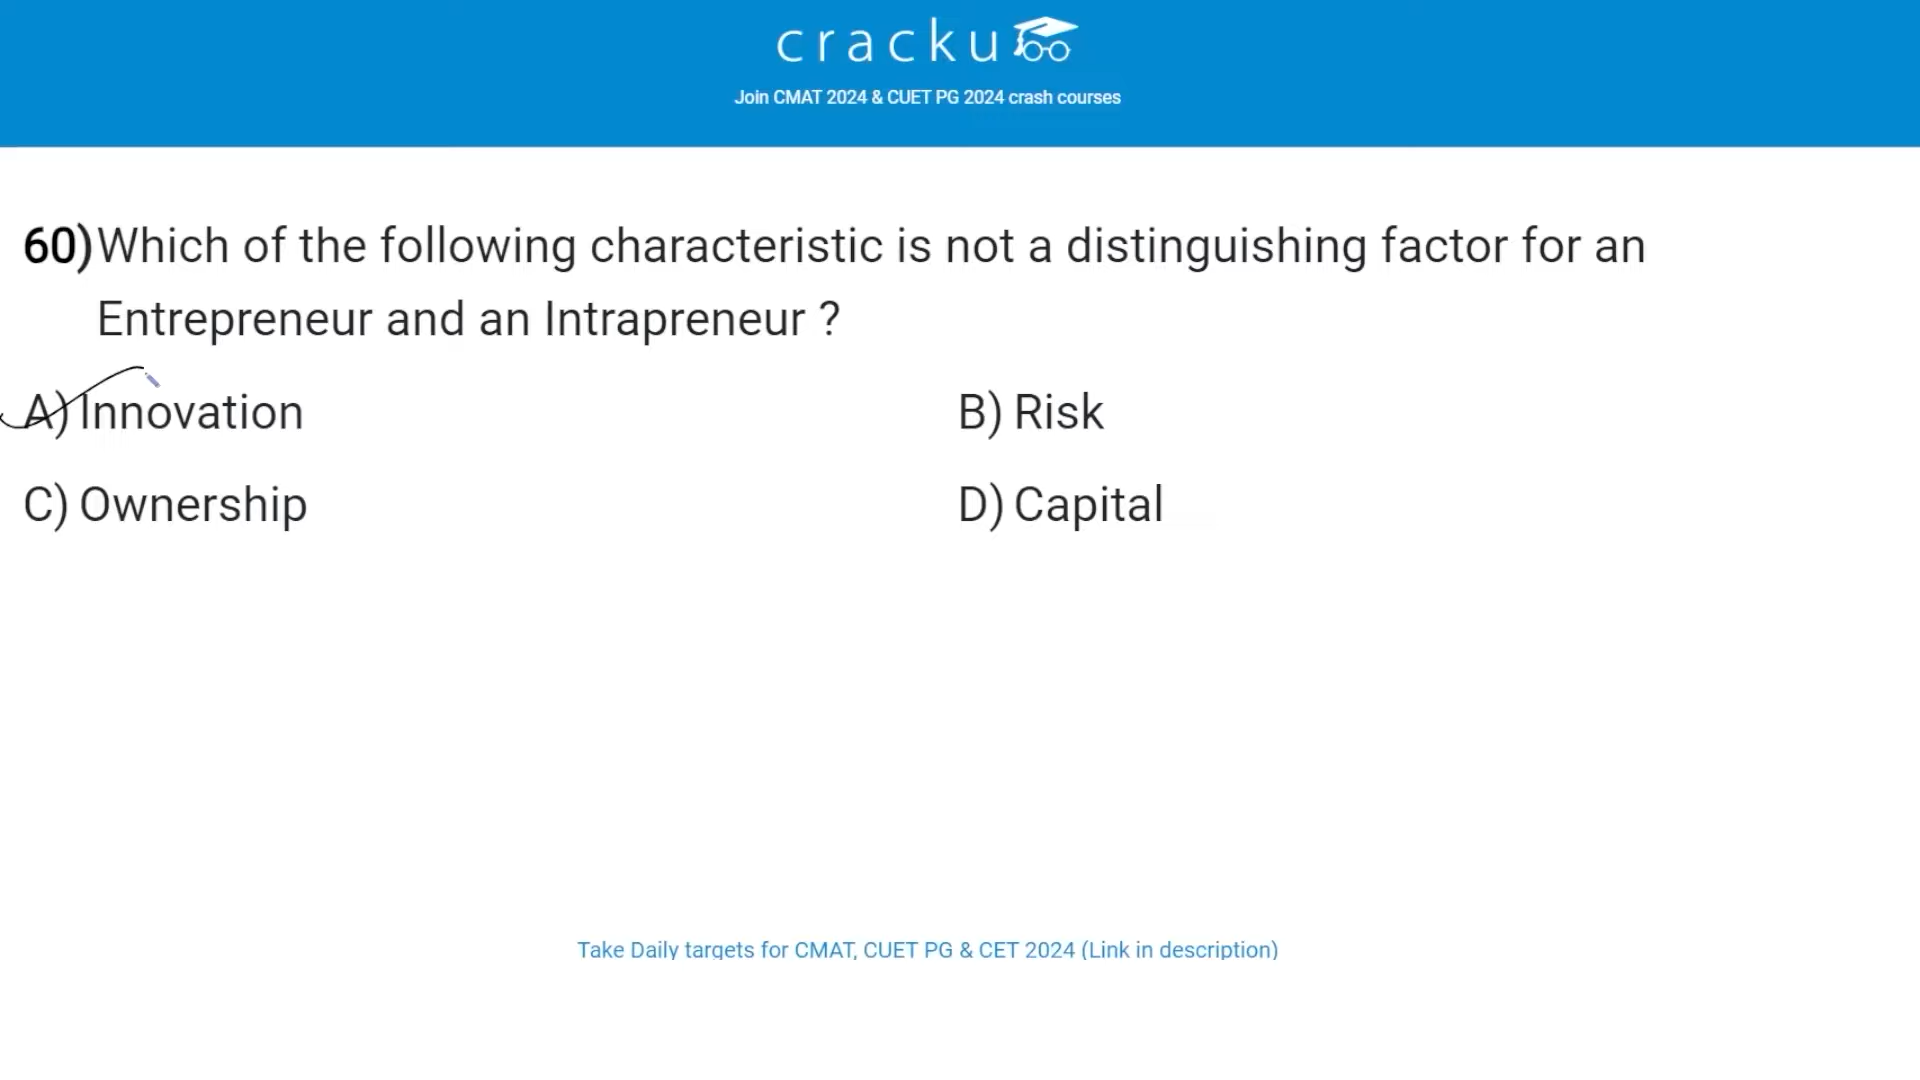 cracku
Join CMAT 2024 & CUET PG 2024 crash courses
60) Which of the following characteristic is not a distinguishing factor for an
Entrepreneur and an Intrapreneur ?
A) Innovation
B) Risk
C) Ownership
D) Capital
Take Daily targets for CMAT, CUET PG & CET 2024 (Link in description)